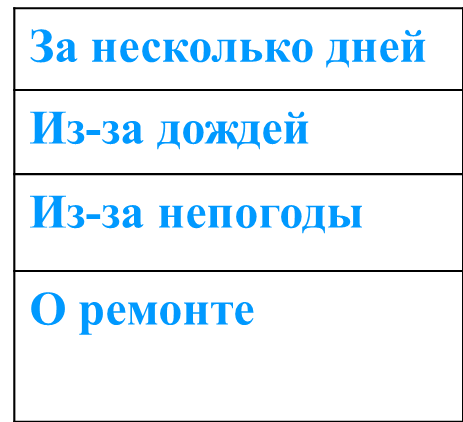 За несколько дней
Из-за дождей
Из-за непогоды
О ремонте